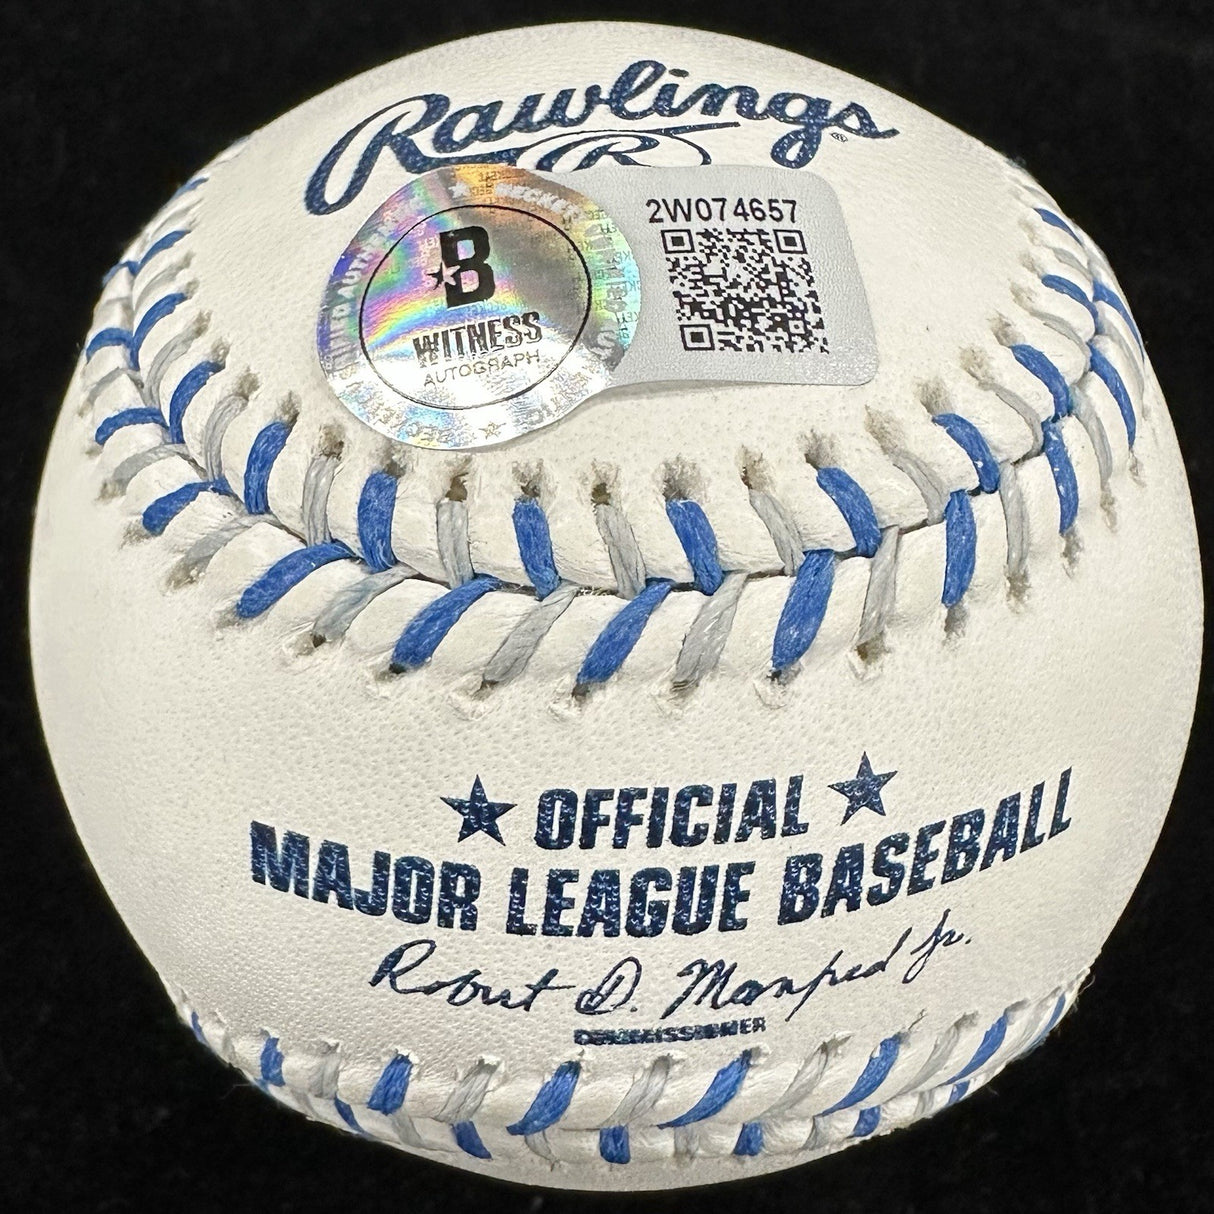 Rawlings®
R
2W074657
B
WITNESS
AUTOGRAPH
★ OFFICIAL ★
MAJOR LEAGUE BASEBALL
Robert D. Manfred Jr.
COMMISSIONER